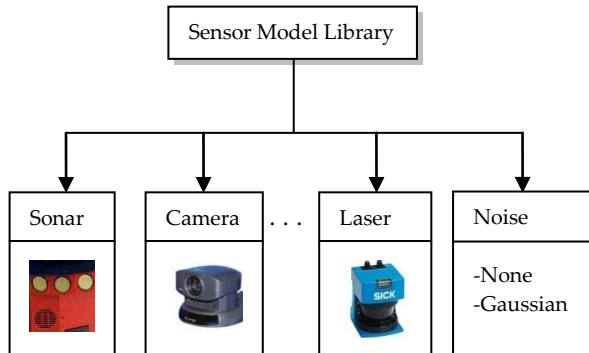 Sensor Model Library
Sonar
Camera
. . .
Laser
Noise
SICK
-None
-Gaussian